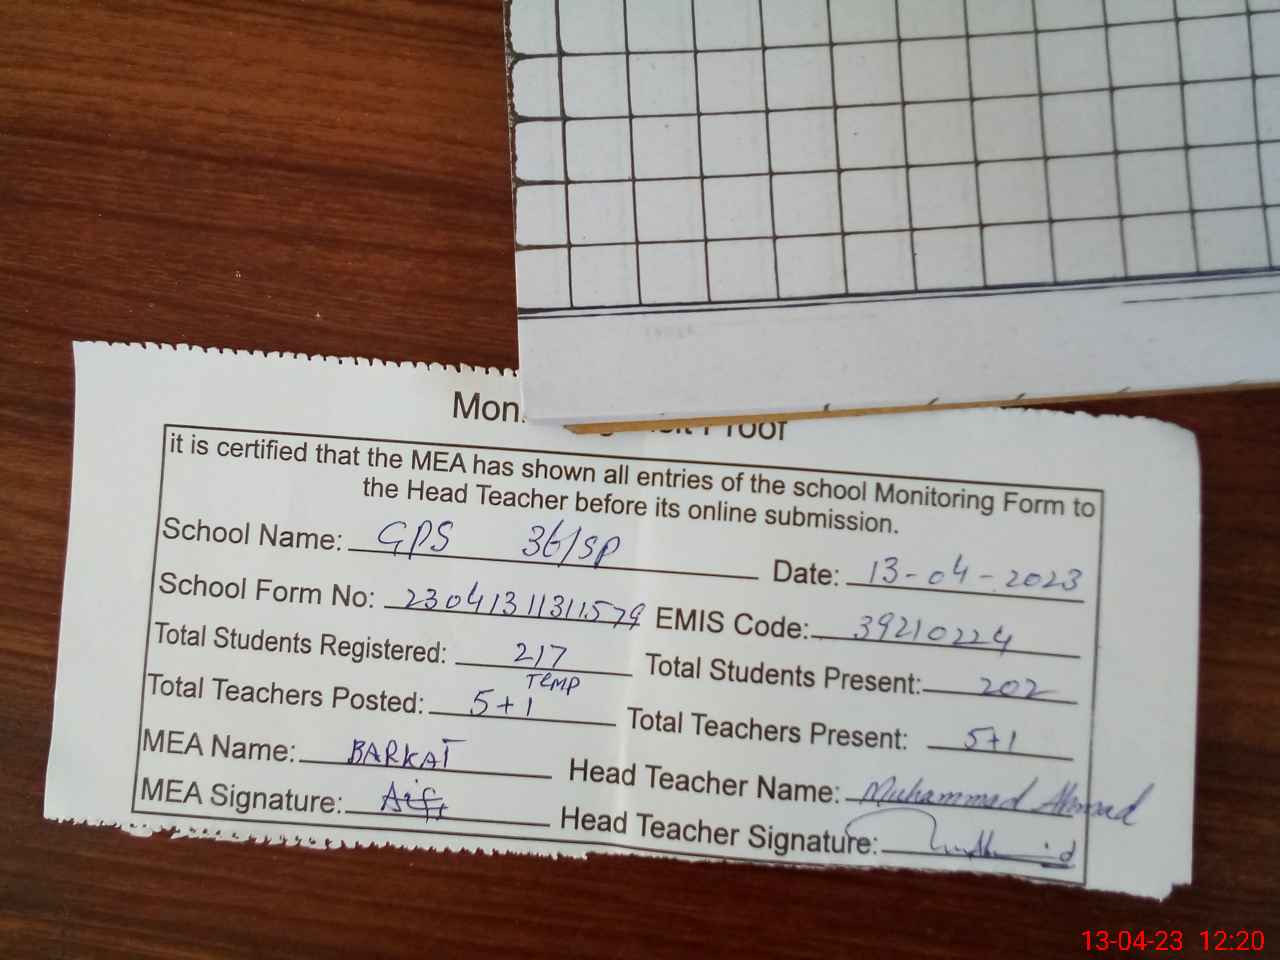 it is certified that the MEA has shown all entries of the school Monitoring Form to
the Head Teacher before its online submission.
School Name: GPS 36/SP Date: 13-04-2023
School Form No: 23041311311579 EMIS Code: 39210224
Total Students Registered: 217 Total Students Present: 202
TEMP
Total Teachers Posted: 5+1 Total Teachers Present: 5+1
MEA Name: BARKAT Head Teacher Name: Muhammad Ahmad
MEA Signature: Head Teacher Signature:
13-04-23 12:20